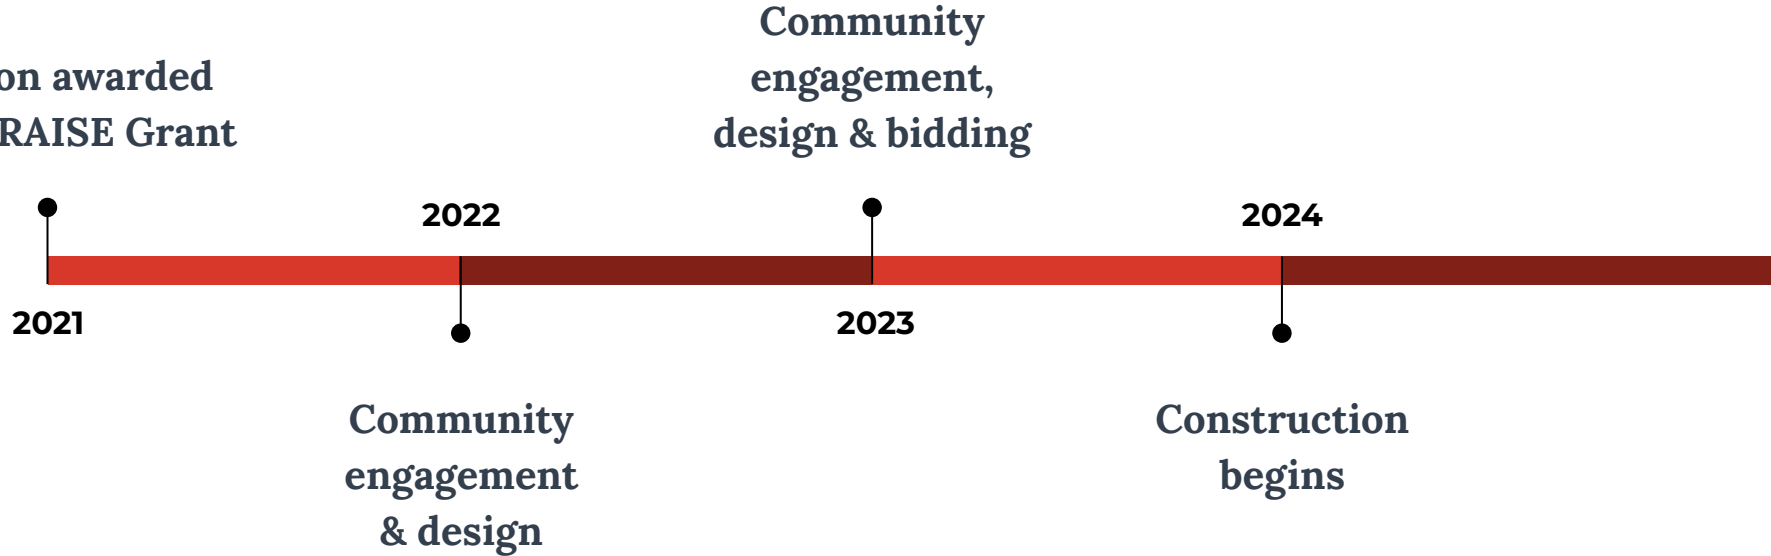 on awarded
RAISE Grant
2021
2022
Community
engagement
& design
Community
engagement,
design & bidding
2023
2024
Construction
begins